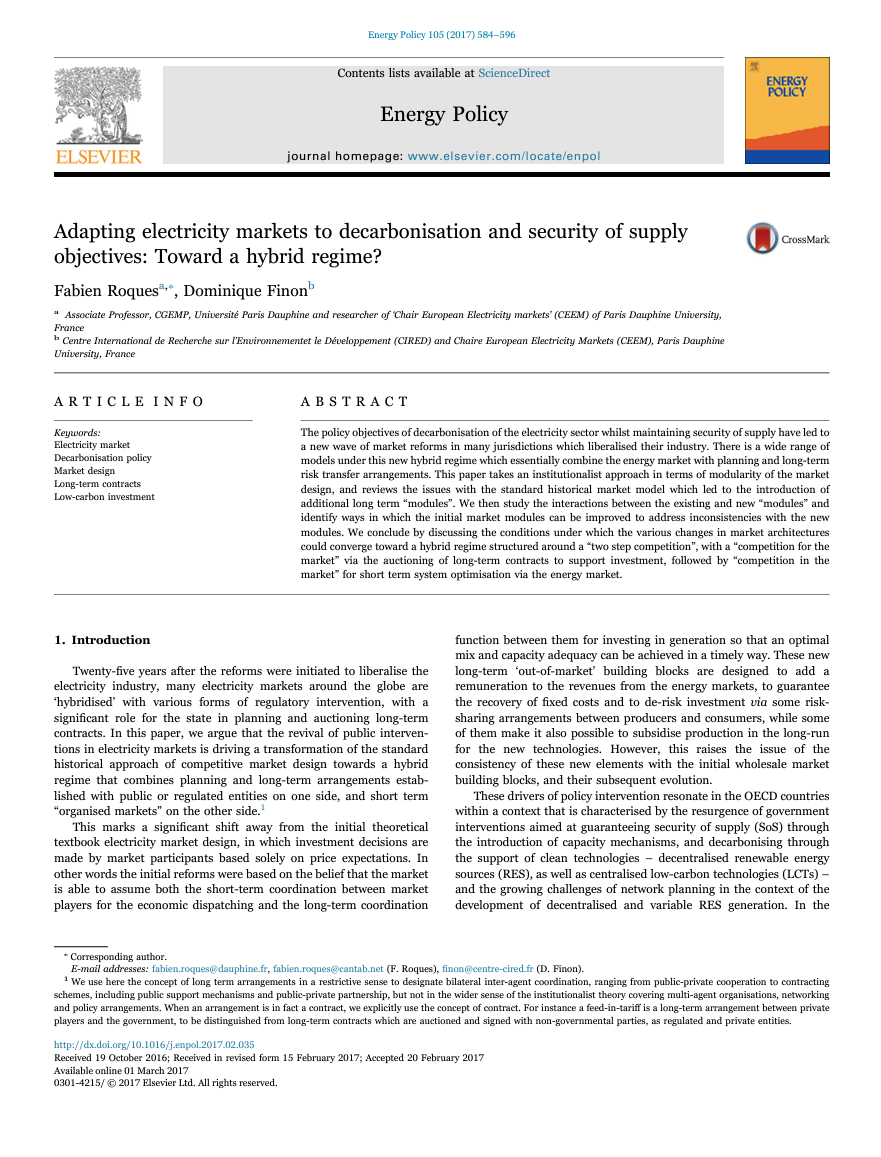 Energy Policy 105 (2017) 584–596
Contents lists available at ScienceDirect
Energy Policy
journal homepage: www.elsevier.com/locate/enpol
ELSEVIER
ENERGY
POLICY
Adapting electricity markets to decarbonisation and security of supply
objectives: Toward a hybrid regime?
CrossMark
Fabien Roquesa,⁎, Dominique Finonb
a Associate Professor, CGEMP, Université Paris Dauphine and researcher of ‘Chair European Electricity markets’ (CEEM) of Paris Dauphine University,
France
b Centre International de Recherche sur l’Environnementet le Développement (CIRED) and Chaire European Electricity Markets (CEEM), Paris Dauphine
University, France
ARTICLE INFO
Keywords:
Electricity market
Decarbonisation policy
Market design
Long-term contracts
Low-carbon investment
ABSTRACT
The policy objectives of decarbonisation of the electricity sector whilst maintaining security of supply have led to
a new wave of market reforms in many jurisdictions which liberalised their industry. There is a wide range of
models under this new hybrid regime which essentially combine the energy market with planning and long-term
risk transfer arrangements. This paper takes an institutionalist approach in terms of modularity of the market
design, and reviews the issues with the standard historical market model which led to the introduction of
additional long term “modules”. We then study the interactions between the existing and new “modules” and
identify ways in which the initial market modules can be improved to address inconsistencies with the new
modules. We conclude by discussing the conditions under which the various changes in market architectures
could converge toward a hybrid regime structured around a “two step competition”, with a “competition for the
market” via the auctioning of long-term contracts to support investment, followed by “competition in the
market” for short term system optimisation via the energy market.
1. Introduction
Twenty-five years after the reforms were initiated to liberalise the
electricity industry, many electricity markets around the globe are
‘hybridised’ with various forms of regulatory intervention, with a
significant role for the state in planning and auctioning long-term
contracts. In this paper, we argue that the revival of public interven-
tions in electricity markets is driving a transformation of the standard
historical approach of competitive market design towards a hybrid
regime that combines planning and long-term arrangements estab-
lished with public or regulated entities on one side, and short term
“organised markets” on the other side.1
This marks a significant shift away from the initial theoretical
textbook electricity market design, in which investment decisions are
made by market participants based solely on price expectations. In
other words the initial reforms were based on the belief that the market
is able to assume both the short-term coordination between market
players for the economic dispatching and the long-term coordination
function between them for investing in generation so that an optimal
mix and capacity adequacy can be achieved in a timely way. These new
long-term ‘out-of-market’ building blocks are designed to add a
remuneration to the revenues from the energy markets, to guarantee
the recovery of fixed costs and to de-risk investment via some risk-
sharing arrangements between producers and consumers, while some
of them make it also possible to subsidise production in the long-run
for the new technologies. However, this raises the issue of the
consistency of these new elements with the initial wholesale market
building blocks, and their subsequent evolution.
These drivers of policy intervention resonate in the OECD countries
within a context that is characterised by the resurgence of government
interventions aimed at guaranteeing security of supply (SoS) through
the introduction of capacity mechanisms, and decarbonising through
the support of clean technologies – decentralised renewable energy
sources (RES), as well as centralised low-carbon technologies (LCTs) –
and the growing challenges of network planning in the context of the
development of decentralised and variable RES generation. In the
⁎ Corresponding author.
E-mail addresses: fabien.roques@dauphine.fr, fabien.roques@cantab.net (F. Roques), finon@centre-cired.fr (D. Finon).
1 We use here the concept of long term arrangements in a restrictive sense to designate bilateral inter-agent coordination, ranging from public-private cooperation to contracting
schemes, including public support mechanisms and public-private partnership, but not in the wider sense of the institutionalist theory covering multi-agent organisations, networking
and policy arrangements. When an arrangement is in fact a contract, we explicitly use the concept of contract. For instance a feed-in-tariff is a long-term arrangement between private
players and the government, to be distinguished from long-term contracts which are auctioned and signed with non-governmental parties, as regulated and private entities.
http://dx.doi.org/10.1016/j.enpol.2017.02.035
Received 19 October 2016; Received in revised form 15 February 2017; Accepted 20 February 2017
Available online 01 March 2017
0301-4215/ © 2017 Elsevier Ltd. All rights reserved.